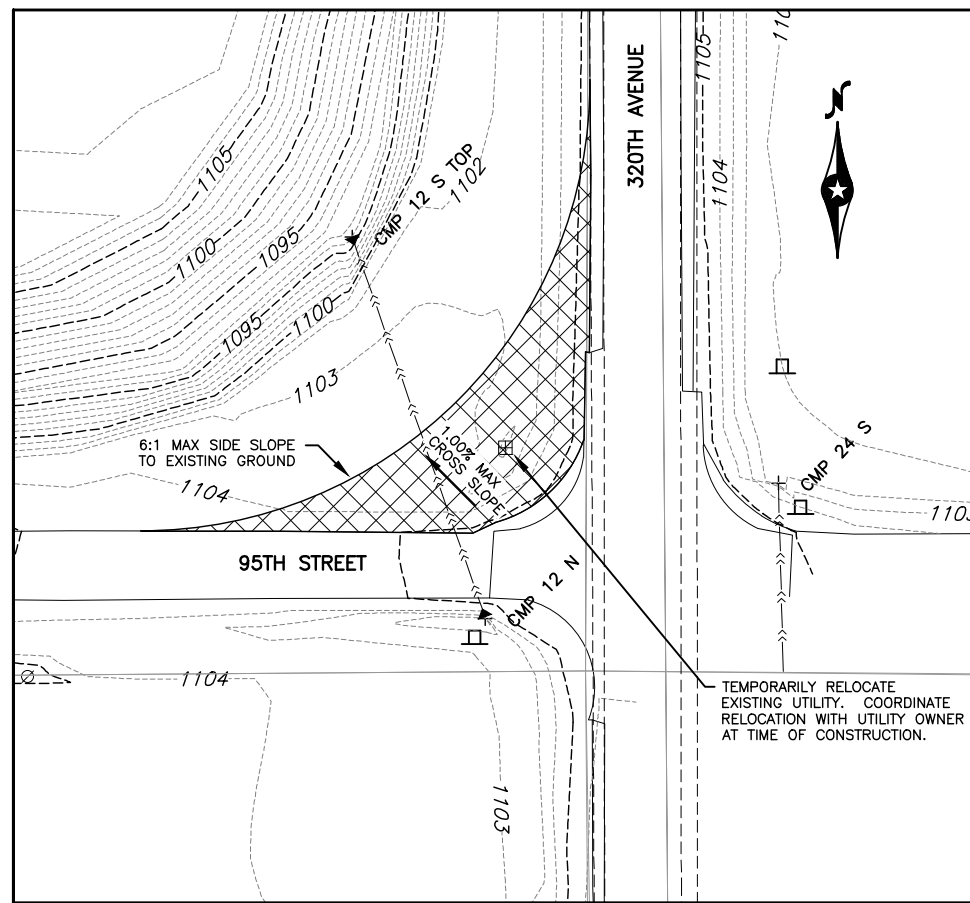 110
1105
320TH AVENUE
N
1104
1105
CMP 12 S TOP
1102
1100
1095
1095
1100
1103
6:1 MAX SIDE SLOPE
TO EXISTING GROUND
1.00% MAX
CROSS SLOPE
CMP 24 S
1104
1103
95TH STREET
CMP 12 N
1104
TEMPORARILY RELOCATE
EXISTING UTILITY. COORDINATE
RELOCATION WITH UTILITY OWNER
AT TIME OF CONSTRUCTION.
1103